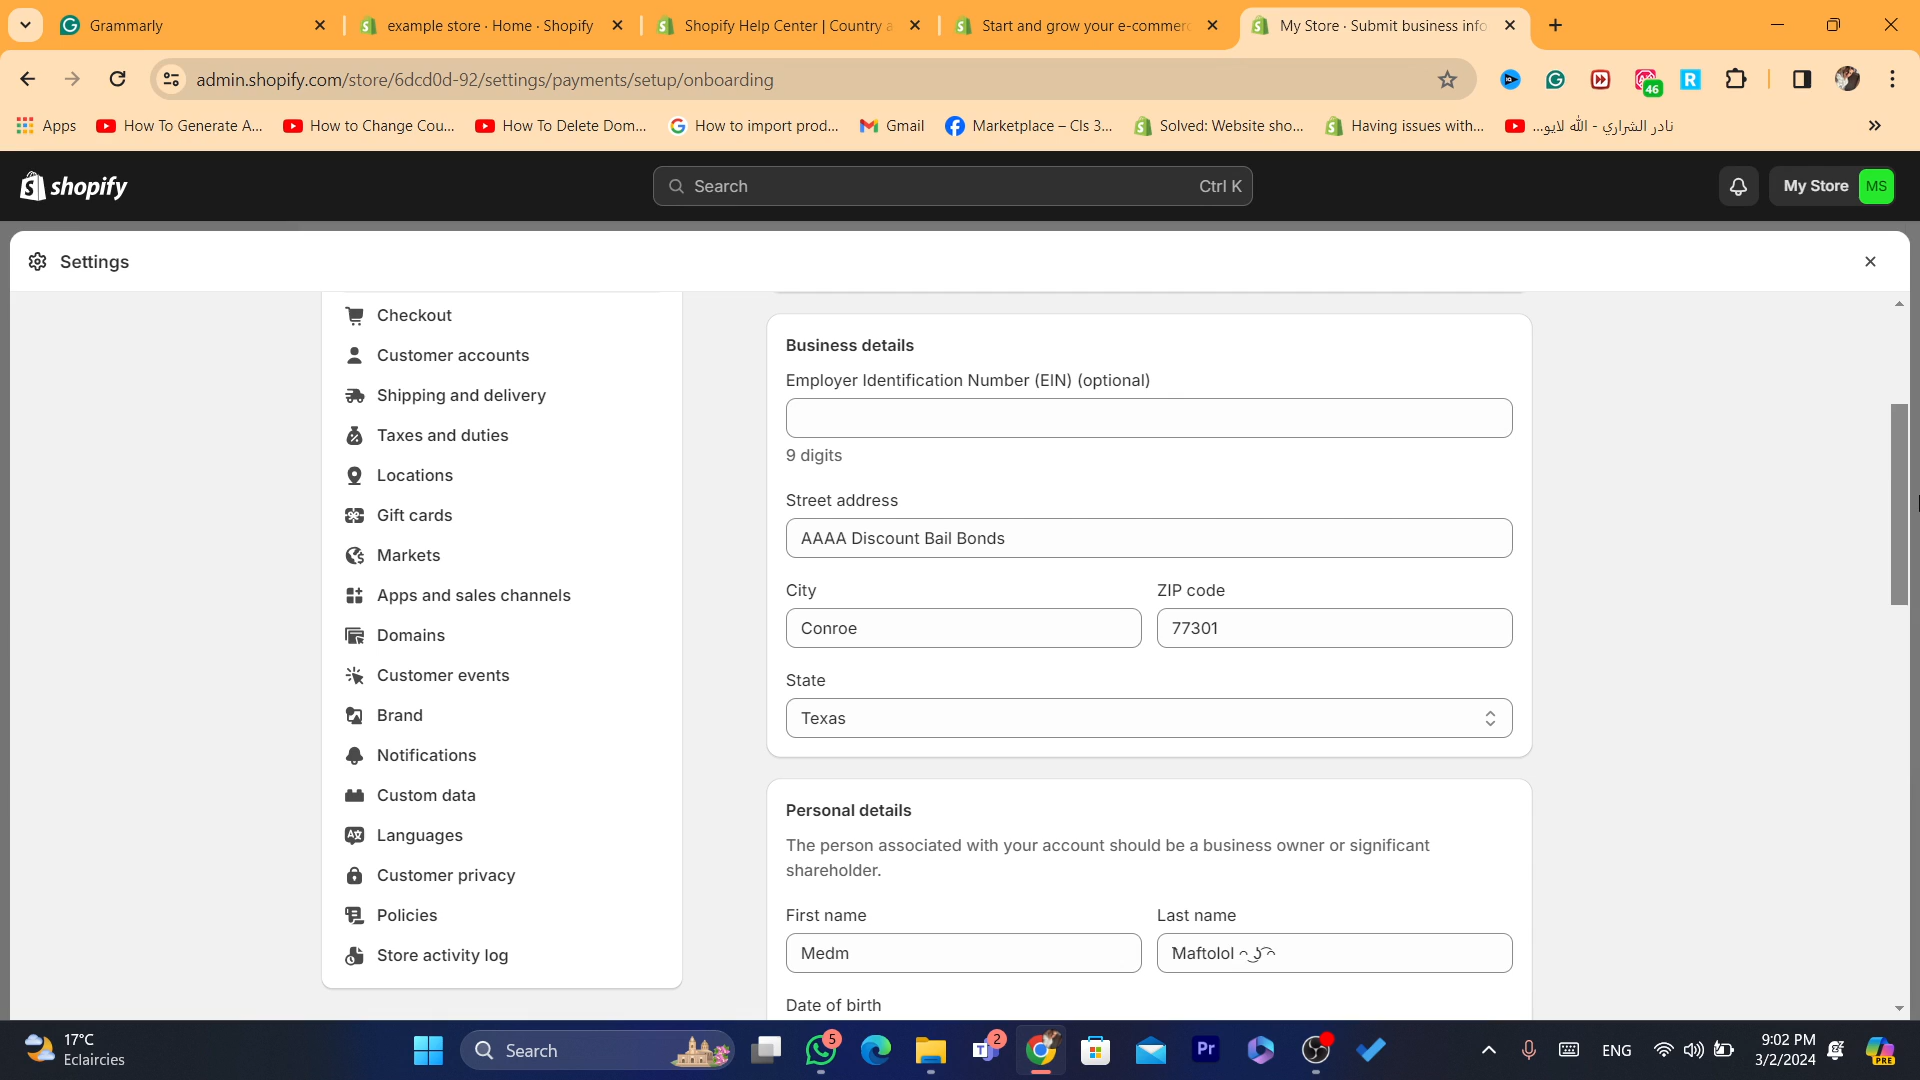 Grammarly
example store · Home · Shopify
Shopify Help Center | Country a
Start and grow your e-commerc
My Store · Submit business info
admin.shopify.com/store/6dcd0d-92/settings/payments/setup/onboarding
46
Apps
How To Generate A...
How to Change Cou...
How To Delete Dom...
How to import prod...
Gmail
Marketplace – Cls 3...
Solved: Website sho...
Having issues with...
نادر الشراري - الله لايو...
shopify
Search
Ctrl K
My Store
MS
Settings
Checkout
Customer accounts
Shipping and delivery
Taxes and duties
Locations
Gift cards
Markets
Apps and sales channels
Domains
Customer events
Brand
Notifications
Custom data
Languages
Customer privacy
Policies
Store activity log
Business details
Employer Identification Number (EIN) (optional)
9 digits
Street address
AAAA Discount Bail Bonds
City
ZIP code
Conroe
77301
State
Texas
Personal details
The person associated with your account should be a business owner or significant
shareholder.
First name
Last name
Medm
Maftolol
Date of birth
17°C
Eclaircies
Search
5
2
Pr
ENG
9:02 PM
3/2/2024
PRE